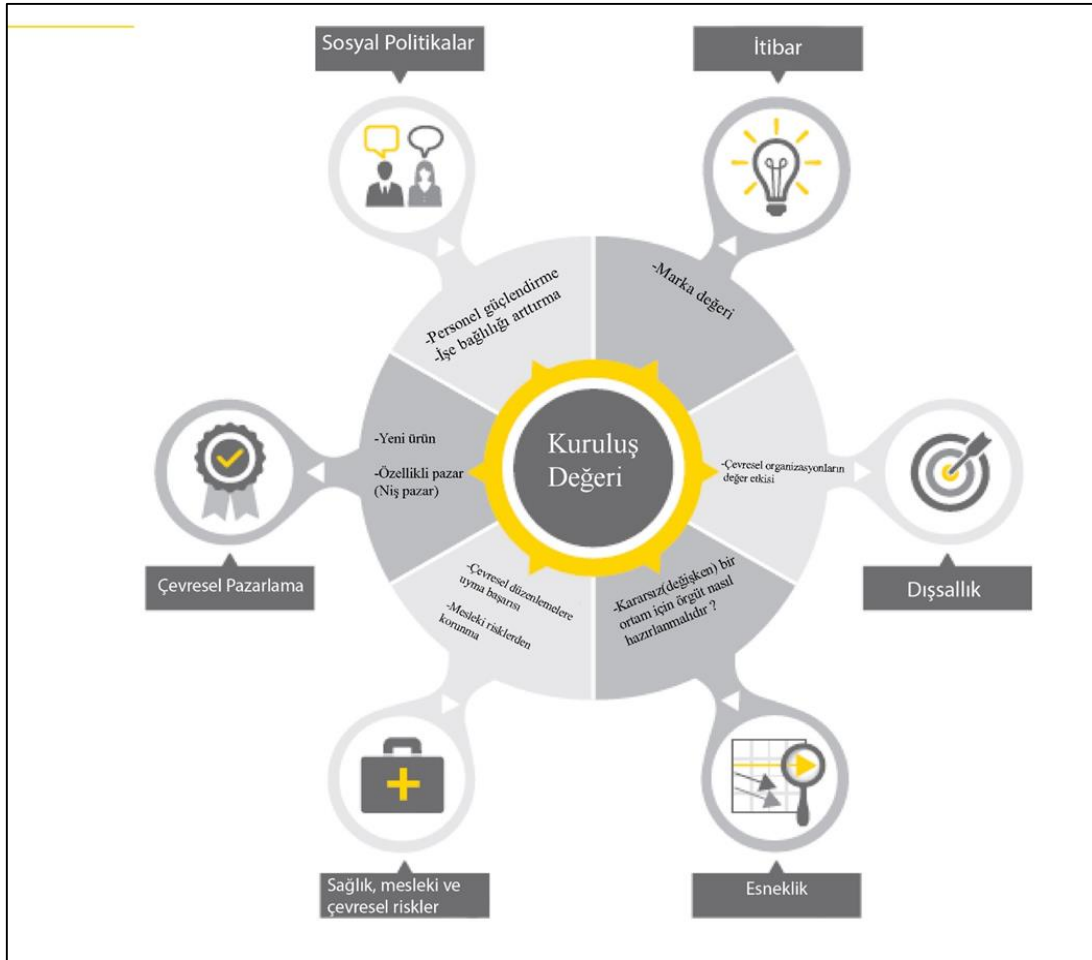 Sosyal Politikalar
İtibar
-Personel güçlendirme
-İşe bağlılığı arttırma
-Marka değeri
-Yeni ürün
-Özellikli pazar
(Niş pazar)
Kuruluş
Değeri
-Çevresel organizasyonların
değer etkisi
Çevresel Pazarlama
Dışsallık
-Çevresel düzenlemelere
uyma başarısı
-Mesleki risklerden
korunma
-Kararsız(değişken) bir
ortam için örgüt nasıl
hazırlanmalıdır ?
Sağlık, mesleki ve
çevresel riskler
Esneklik